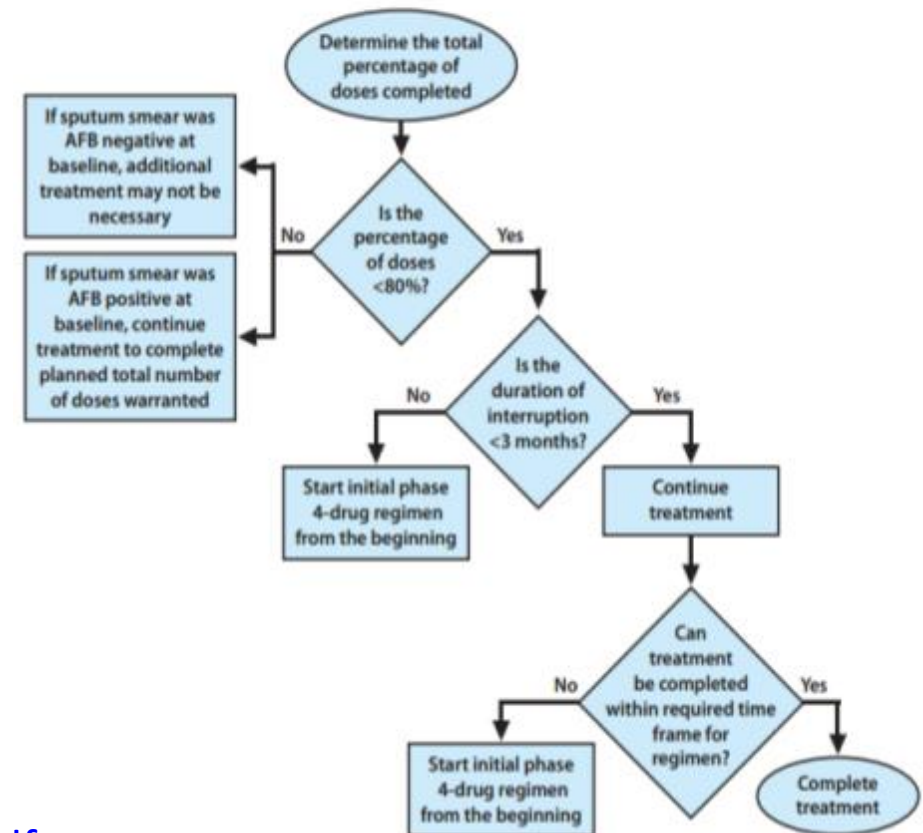 Determine the total
percentage of
doses completed
If sputum smear was
AFB negative at
baseline, additional
treatment may not be
necessary
Is the
percentage
of doses
<80%?
No
Yes
If sputum smear was
AFB positive at
baseline, continue
treatment to complete
planned total number
of doses warranted
Is the
duration of
interruption
<3 months?
No
Yes
Start initial phase
4-drug regimen
from the beginning
Continue
treatment
Can
treatment
be completed
within required time
frame for
regimen?
No
Yes
Start initial phase
4-drug regimen
from the beginning
Complete
treatment